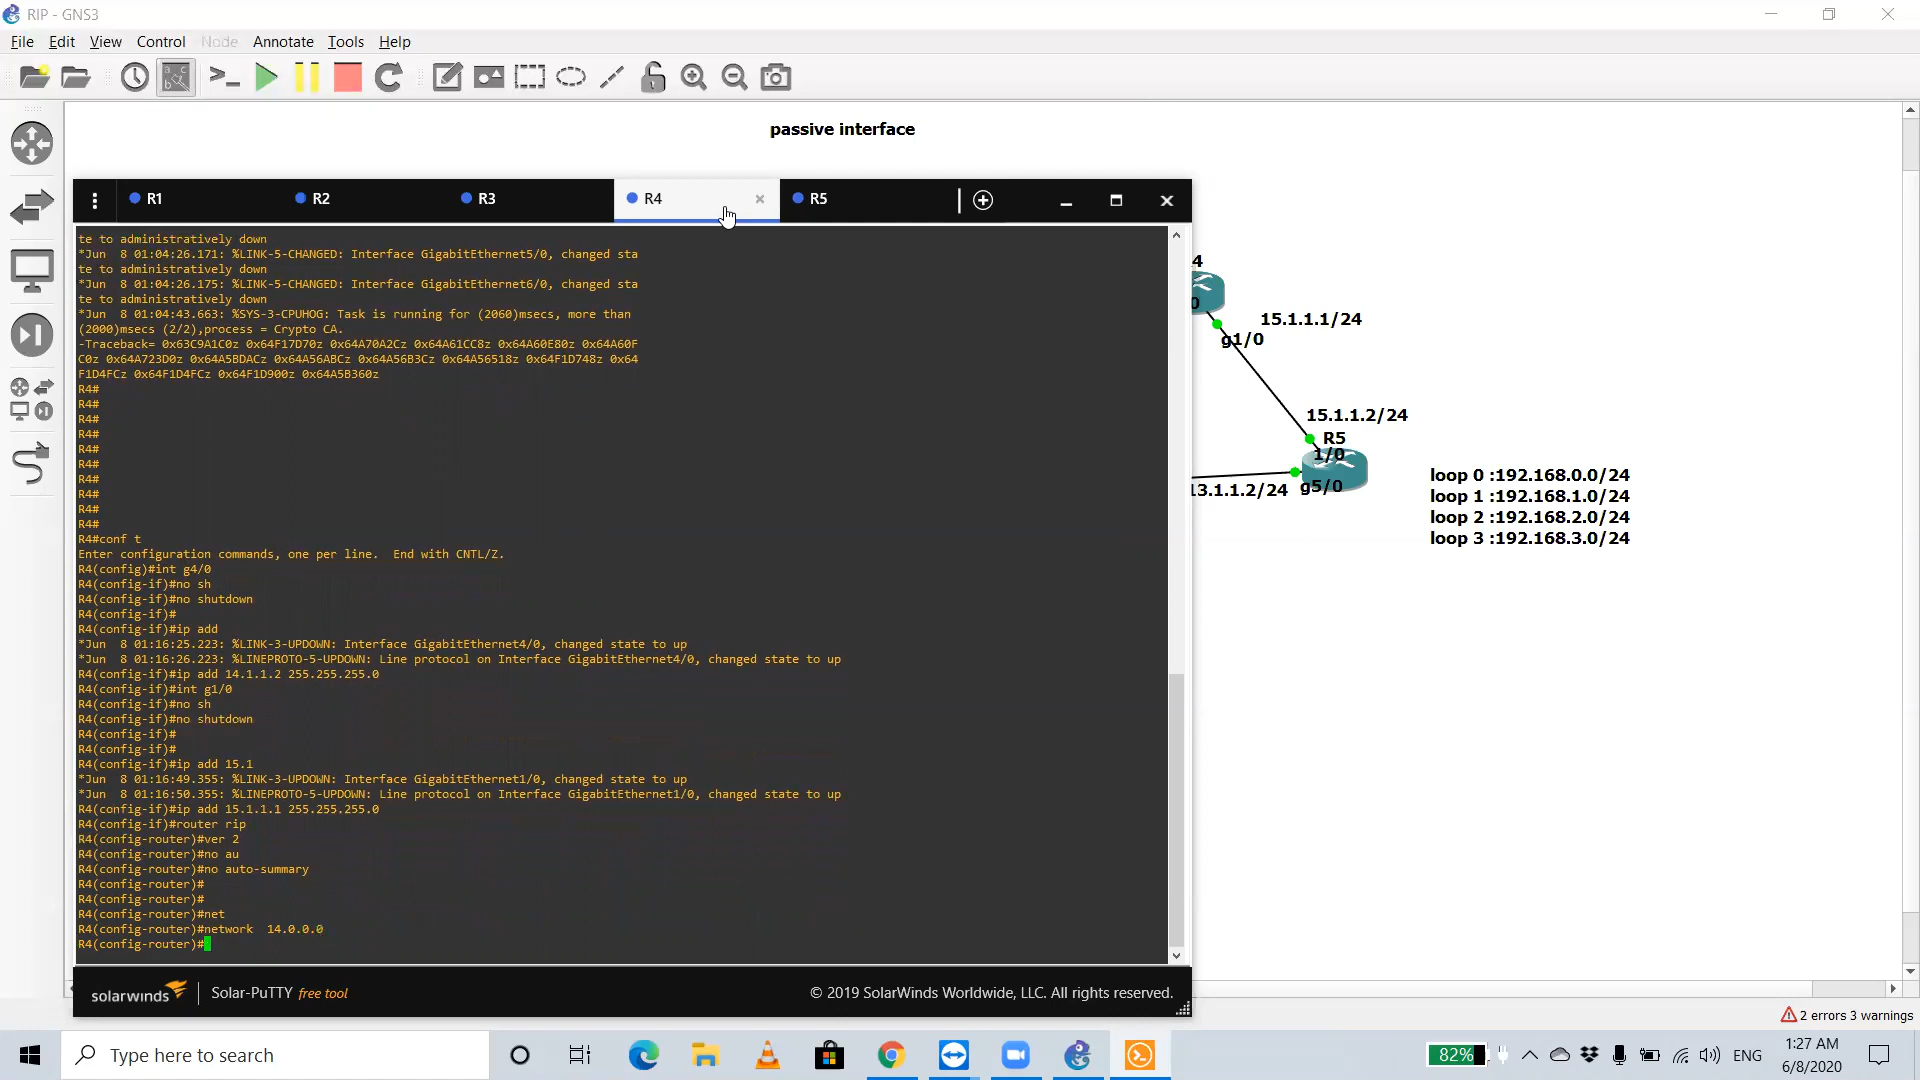 RIP - GNS3
File Edit View Control Node Annotate Tools Help
passive interface
R1 R2 R3 R4 R5
te to administratively down
*Jun  8 01:04:26.171: %LINK-5-CHANGED: Interface GigabitEthernet5/0, changed sta
te to administratively down
*Jun  8 01:04:26.175: %LINK-5-CHANGED: Interface GigabitEthernet6/0, changed sta
te to administratively down
*Jun  8 01:04:43.663: %SYS-3-CPUHOG: Task is running for (2060)msecs, more than
(2000)msecs (2/2),process = Crypto CA.
-Traceback= 0x63C9A1C0z 0x64F17D70z 0x64A70A2Cz 0x64A61CC8z 0x64A60E80z 0x64A60F
C0z 0x64A723D0z 0x64A5BDACz 0x64A56ABCz 0x64A56B3Cz 0x64A56518z 0x64F1D748z 0x64
F1D4FCz 0x64F1D4FCz 0x64F1D900z 0x64A5B360z
R4#
R4#
R4#
R4#
R4#
R4#
R4#
R4#
R4#
R4#
R4#conf t
Enter configuration commands, one per line.  End with CNTL/Z.
R4(config)#int g4/0
R4(config-if)#no sh
R4(config-if)#no shutdown
R4(config-if)#
R4(config-if)#ip add
*Jun  8 01:16:25.223: %LINK-3-UPDOWN: Interface GigabitEthernet4/0, changed state to up
*Jun  8 01:16:26.223: %LINEPROTO-5-UPDOWN: Line protocol on Interface GigabitEthernet4/0, changed state to up
R4(config-if)#ip add 14.1.1.2 255.255.255.0
R4(config-if)#int g1/0
R4(config-if)#no sh
R4(config-if)#no shutdown
R4(config-if)#
R4(config-if)#
R4(config-if)#ip add 15.1
*Jun  8 01:16:49.355: %LINK-3-UPDOWN: Interface GigabitEthernet1/0, changed state to up
*Jun  8 01:16:50.355: %LINEPROTO-5-UPDOWN: Line protocol on Interface GigabitEthernet1/0, changed state to up
R4(config-if)#ip add 15.1.1.1 255.255.255.0
R4(config-if)#router rip
R4(config-router)#ver 2
R4(config-router)#no au
R4(config-router)#no auto-summary
R4(config-router)#
R4(config-router)#
R4(config-router)#net
R4(config-router)#network  14.0.0.0
R4(config-router)#
solarwinds Solar-PuTTY free tool
© 2019 SolarWinds Worldwide, LLC. All rights reserved.
4
0
15.1.1.1/24
g1/0
15.1.1.2/24
R5
1/0
13.1.1.2/24 g5/0
loop 0 :192.168.0.0/24
loop 1 :192.168.1.0/24
loop 2 :192.168.2.0/24
loop 3 :192.168.3.0/24
2 errors 3 warnings
Type here to search
82%
ENG
1:27 AM
6/8/2020